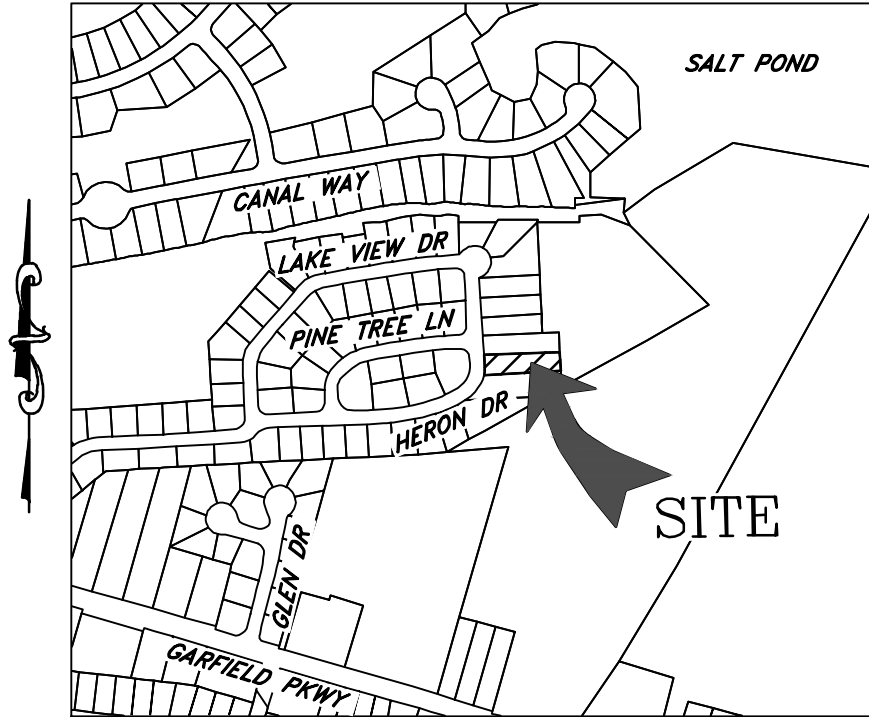 SALT POND
CANAL WAY
LAKE VIEW DR
PINE TREE LN
HERON DR
SITE
GLEN DR
GARFIELD PKWY